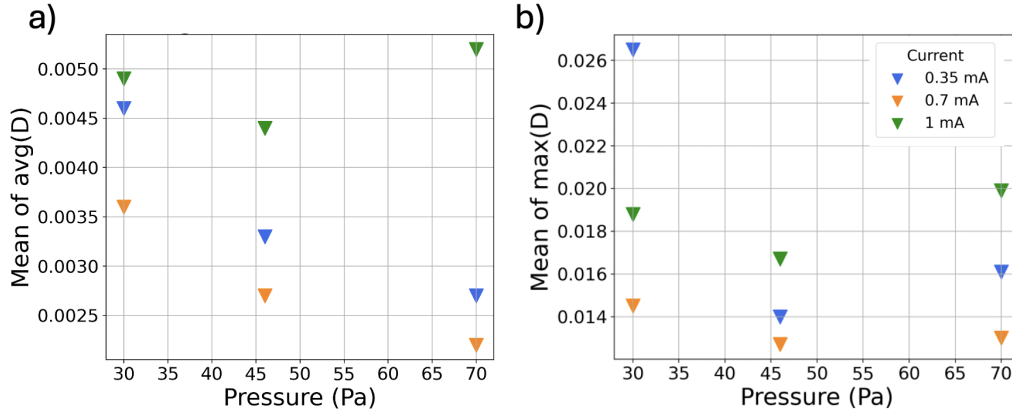 a)
0.0050
0.0045
0.0040
0.0035
0.0030
0.0025
Mean of avg(D)
30 35 40 45 50 55 60 65 70
Pressure (Pa)
b)
0.026
0.024
0.022
0.020
0.018
0.016
0.014
Mean of max(D)
30 35 40 45 50 55 60 65 70
Pressure (Pa)
Current
0.35 mA
0.7 mA
1 mA